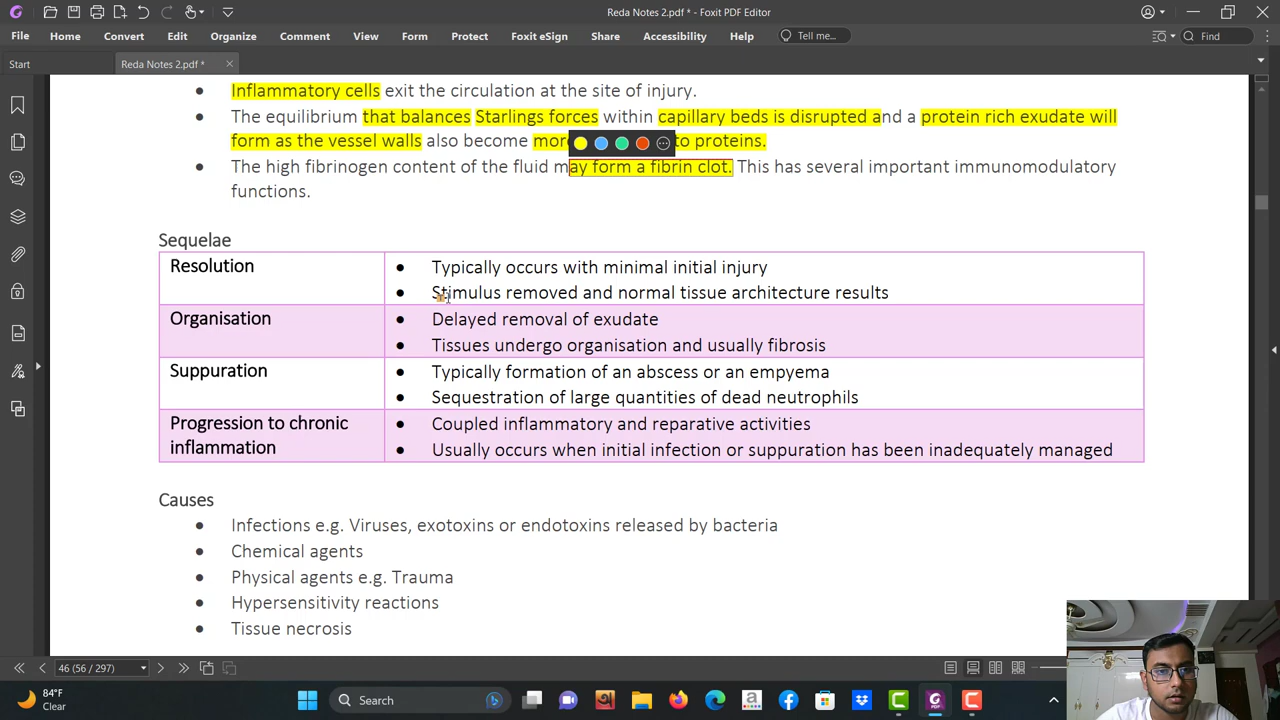 Reda Notes 2.pdf * - Foxit PDF Editor
File Home Convert Edit Organize Comment View Form Protect Foxit eSign Share Accessibility Help Tell me... Find
Start Reda Notes 2.pdf *
• Inflammatory cells exit the circulation at the site of injury.
• The equilibrium that balances Starlings forces within capillary beds is disrupted and a protein rich exudate will
form as the vessel walls also become to proteins.
• The high fibrinogen content of the fluid may form a fibrin clot. This has several important immunomodulatory
functions.
Sequelae
Resolution
• Typically occurs with minimal initial injury
• Stimulus removed and normal tissue architecture results
Organisation
• Delayed removal of exudate
• Tissues undergo organisation and usually fibrosis
Suppuration
• Typically formation of an abscess or an empyema
• Sequestration of large quantities of dead neutrophils
Progression to chronic
inflammation
• Coupled inflammatory and reparative activities
• Usually occurs when initial infection or suppuration has been inadequately managed
Causes
• Infections e.g. Viruses, exotoxins or endotoxins released by bacteria
• Chemical agents
• Physical agents e.g. Trauma
• Hypersensitivity reactions
• Tissue necrosis
46 (56 / 297)
84°F
Clear
Search